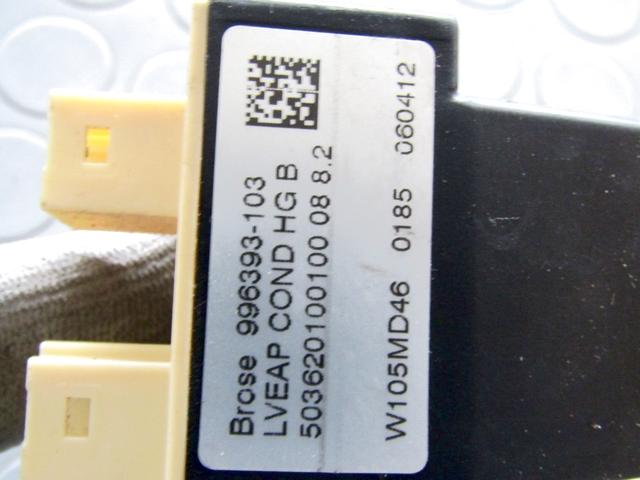 Brose 996393-103
LVEAP COND HG B
503620100100 08 8.2
W105MD46 0185 060412